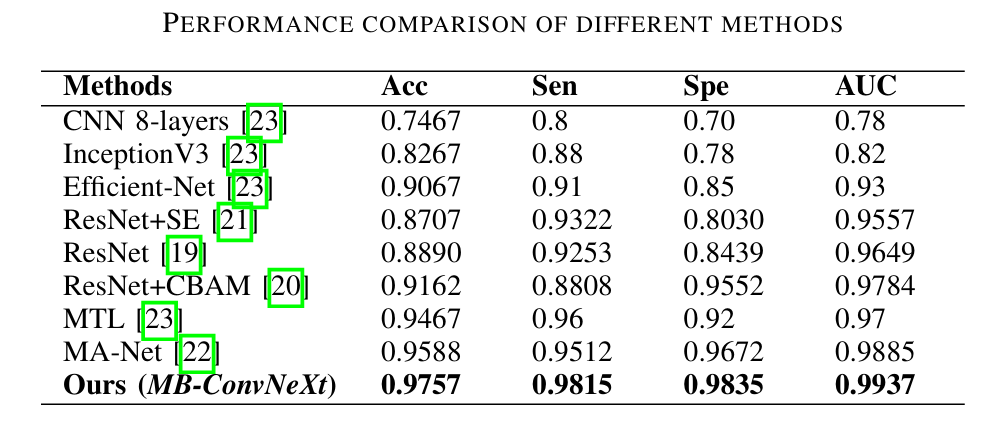 PERFORMANCE COMPARISON OF DIFFERENT METHODS
Methods Acc Sen Spe AUC
CNN 8-layers [23] 0.7467 0.8 0.70 0.78
InceptionV3 [23] 0.8267 0.88 0.78 0.82
Efficient-Net [23] 0.9067 0.91 0.85 0.93
ResNet+SE [21] 0.8707 0.9322 0.8030 0.9557
ResNet [19] 0.8890 0.9253 0.8439 0.9649
ResNet+CBAM [20] 0.9162 0.8808 0.9552 0.9784
MTL [23] 0.9467 0.96 0.92 0.97
MA-Net [22] 0.9588 0.9512 0.9672 0.9885
Ours (MB-ConvNeXt) 0.9757 0.9815 0.9835 0.9937